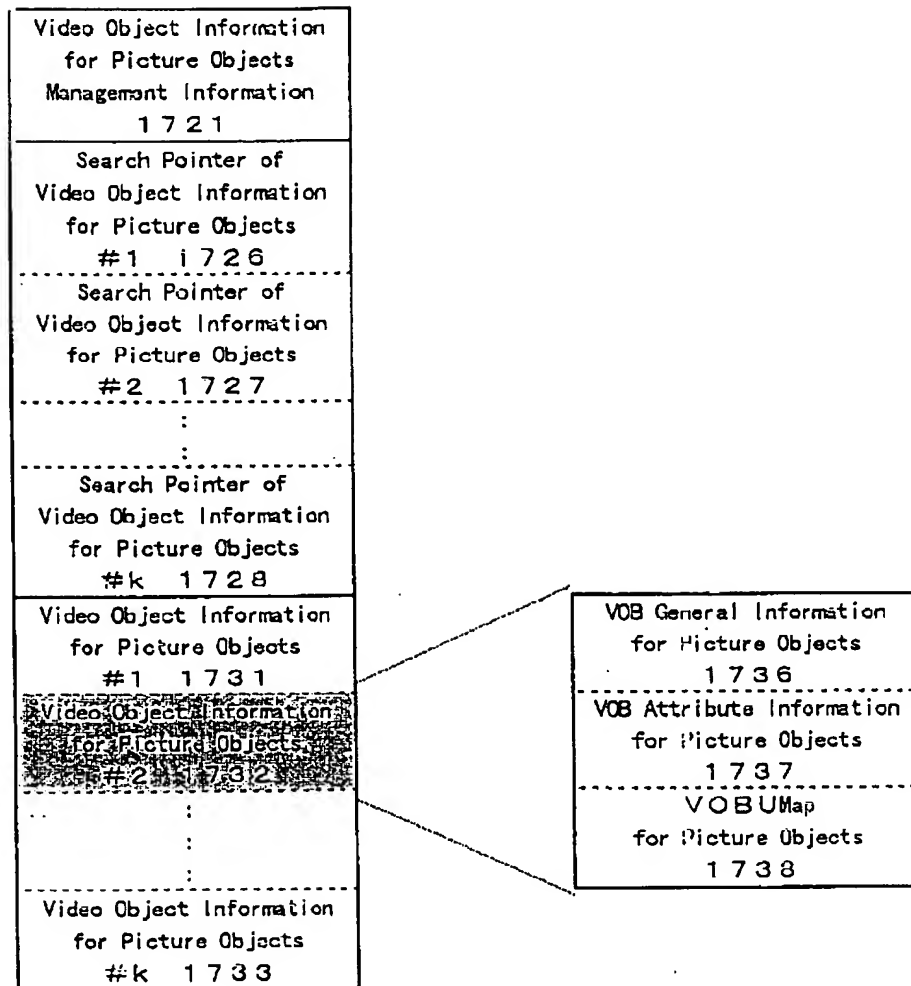 Video Object Information
for Picture Objects
Management Information
1721
Search Pointer of
Video Object Information
for Picture Objects
#1 i726
Search Pointer of
Video Object Information
for Picture Objects
#2 1727
:
:
Search Pointer of
Video Object Information
for Picture Objects
#k 1728
Video Object Information
for Picture Objects
#1 1731
Video Object Information
for Picture Objects
#2 1732
:
:
:
Video Object Information
for Picture Objects
#k 1733
VOB General Information
for Picture Objects
1736
VOB Attribute Information
for Picture Objects
1737
VOBUMap
for Picture Objects
1738